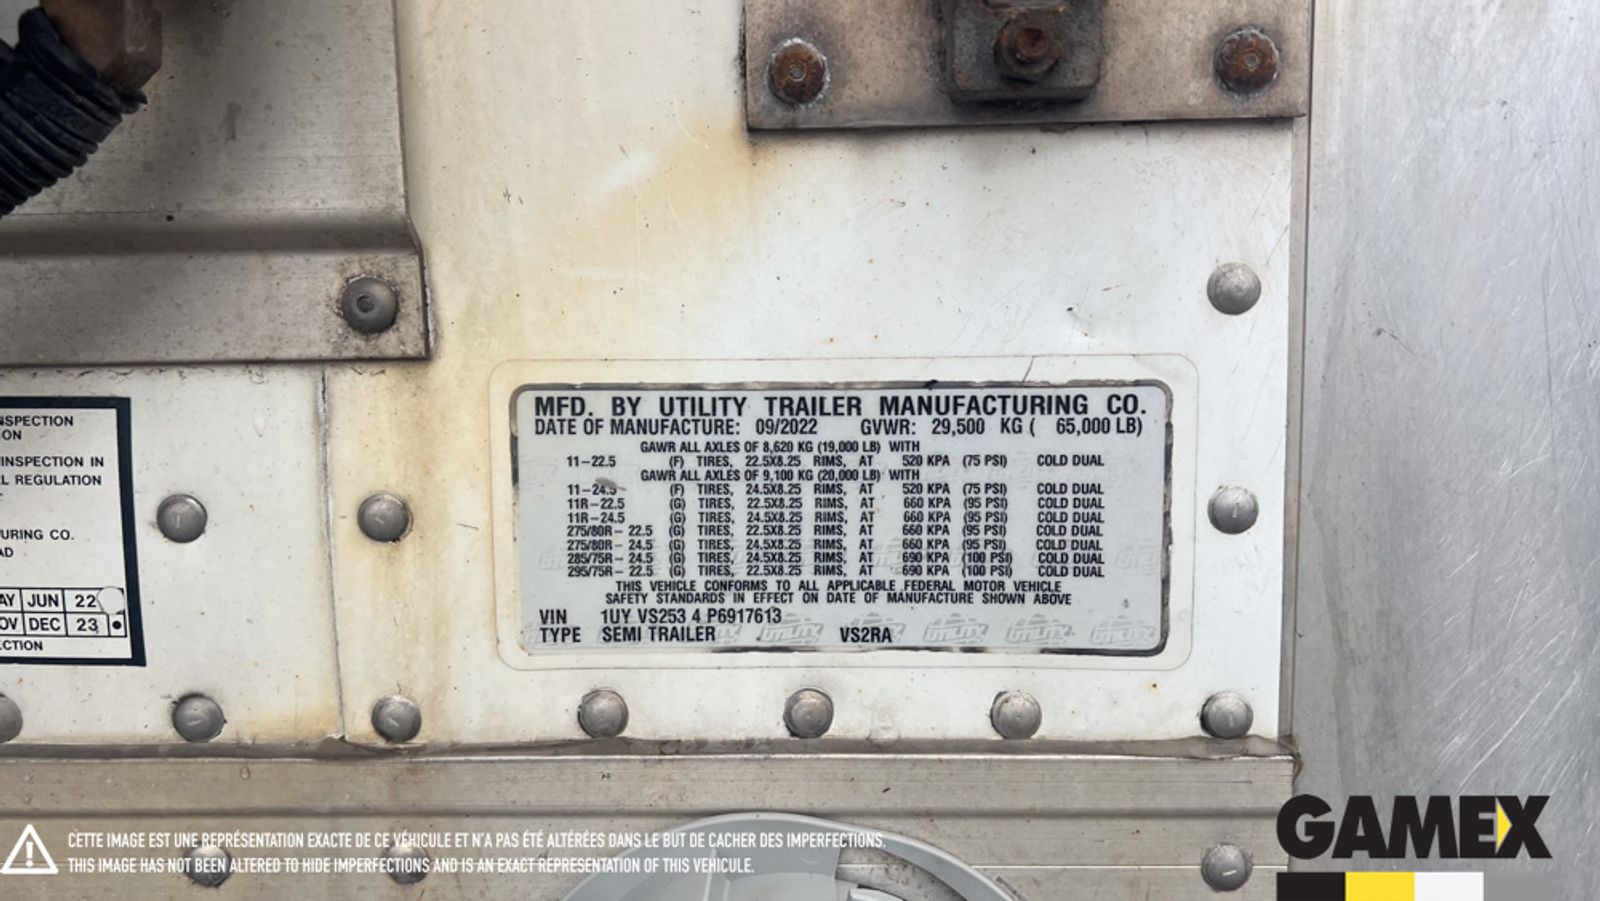 NSPECTION
ON
INSPECTION IN
L REGULATION
URING CO.
AD
AY JUN 22
OV DEC 23
CTION
MFD. BY UTILITY TRAILER MANUFACTURING CO.
DATE OF MANUFACTURE: 09/2022 GVWR: 29,500 KG ( 65,000 LB)
GAWR ALL AXLES OF 8,620 KG (19,000 LB) WITH
11-22.5 (F) TIRES, 22.5X8.25 RIMS, AT 520 KPA (75 PSI) COLD DUAL
GAWR ALL AXLES OF 9,100 KG (20,000 LB) WITH
11-24.5 (F) TIRES, 24.5X8.25 RIMS, AT 520 KPA (75 PSI) COLD DUAL
11R-22.5 (G) TIRES, 22.5X8.25 RIMS, AT 660 KPA (95 PSI) COLD DUAL
11R-24.5 (G) TIRES, 24.5X8.25 RIMS, AT 660 KPA (95 PSI) COLD DUAL
275/80R- 22.5 (G) TIRES, 22.5X8.25 RIMS, AT 660 KPA (95 PSI) COLD DUAL
275/80R- 24.5 (G) TIRES, 24.5X8.25 RIMS, AT 660 KPA (95 PSI) COLD DUAL
285/75R- 24.5 (G) TIRES, 24.5X8.25 RIMS, AT 690 KPA (100 PSI) COLD DUAL
295/75R- 22.5 (G) TIRES, 22.5X8.25 RIMS, AT 690 KPA (100 PSI) COLD DUAL
THIS VEHICLE CONFORMS TO ALL APPLICABLE FEDERAL MOTOR VEHICLE
SAFETY STANDARDS IN EFFECT ON DATE OF MANUFACTURE SHOWN ABOVE
VIN 1UY VS253 4 P6917613
TYPE SEMI TRAILER VS2RA
CETTE IMAGE EST UNE REPRÉSENTATION EXACTE DE CE VÉHICULE ET N'A PAS ÉTÉ ALTÉRÉES DANS LE BUT DE CACHER DES IMPERFECTIONS.
THIS IMAGE HAS NOT BEEN ALTERED TO HIDE IMPERFECTIONS AND IS AN EXACT REPRESENTATION OF THIS VEHICULE.
GAMEX